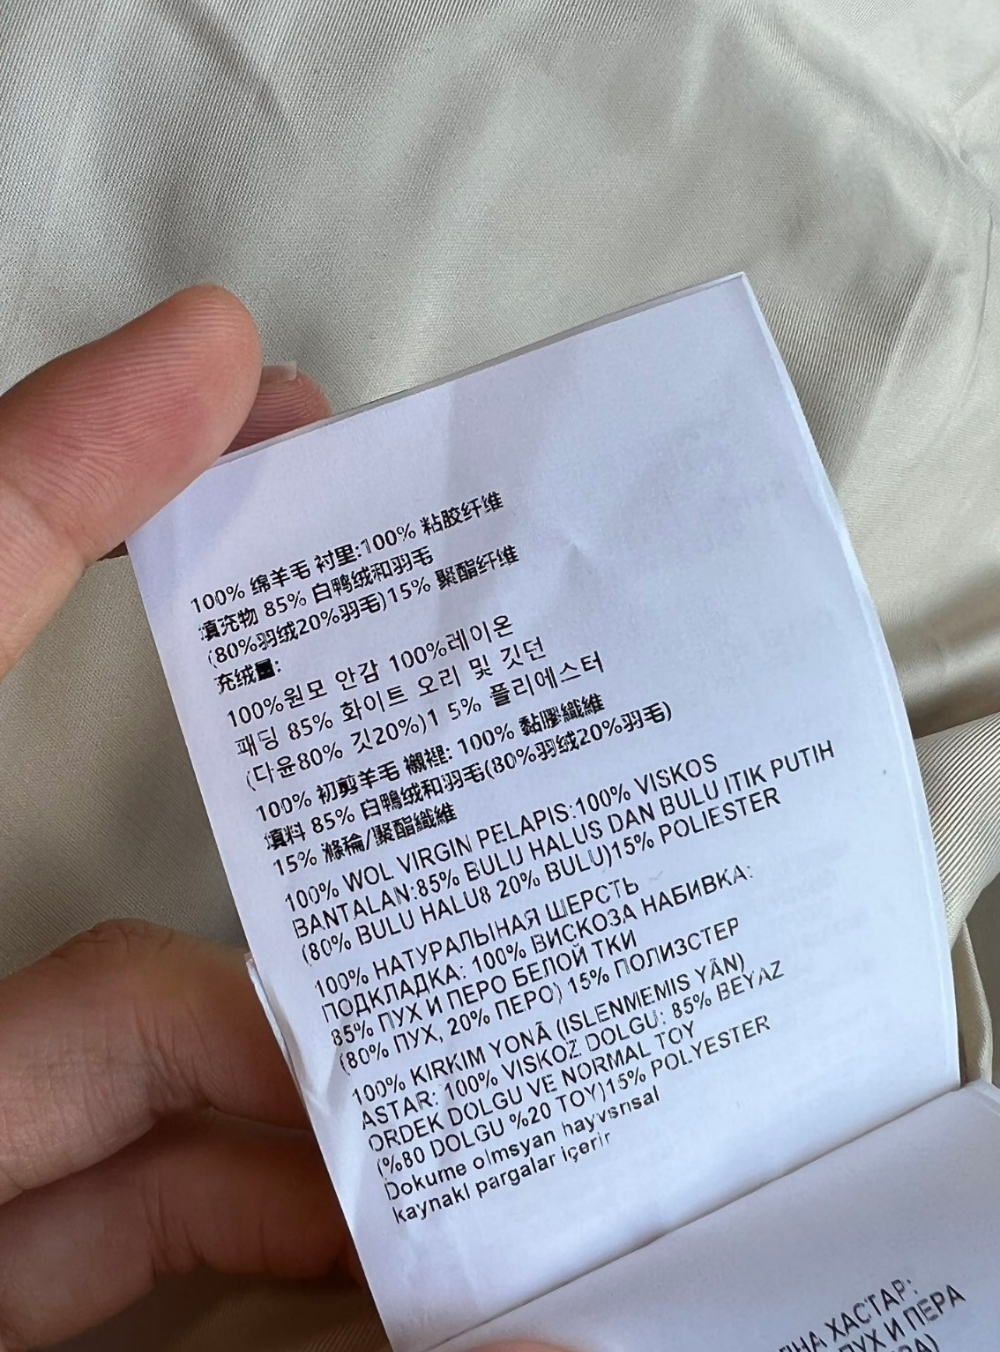 100% 绵羊毛 衬里:100% 粘胶纤维
填充物 85% 白鸭绒和羽毛
(80%羽绒20%羽毛)15% 聚酯纤维
充绒量:
100%원모 안감 100%레이온
패딩 85% 화이트 오리 및 깃던
(다윤80% 깃20%)1 5% 플리에스터
100% 初剪羊毛 襯裡: 100% 黏膠纖維
填料 85% 白鴨绒和羽毛(80%羽绒20%羽毛)
15% 滌綸/聚酯纖維
100% WOL VIRGIN PELAPIS:100% VISKOS
BANTALAN:85% BULU HALUS DAN BULU ITIK PUTIH
(80% BULU HALU8 20% BULU)15% POLIESTER
100% НАТУРАЛЫНАЯ ШЕРСТЬ
ПОДКЛАДКА: 100% ВИСКОЗА НАБИВКА:
85% ПУХ И ПЕРО БЕЛОЙ ТКИ
(80% ПУХ, 20% ПЕРО) 15% ПОЛИЗСТЕР
100% KIRKIM YONĀ (ISLENMEMIS YĀN)
ASTAR: 100% VISKOZ DOLGU: 85% BEYAZ
ORDEK DOLGU VE NORMAL TOY
(%80 DOLGU %20 TOY)15% POLYESTER
Dokume olmsyan hayvsnsal
kaynakl pargalar içerir
ХАСТАР:
ПУХ И ПЕРА